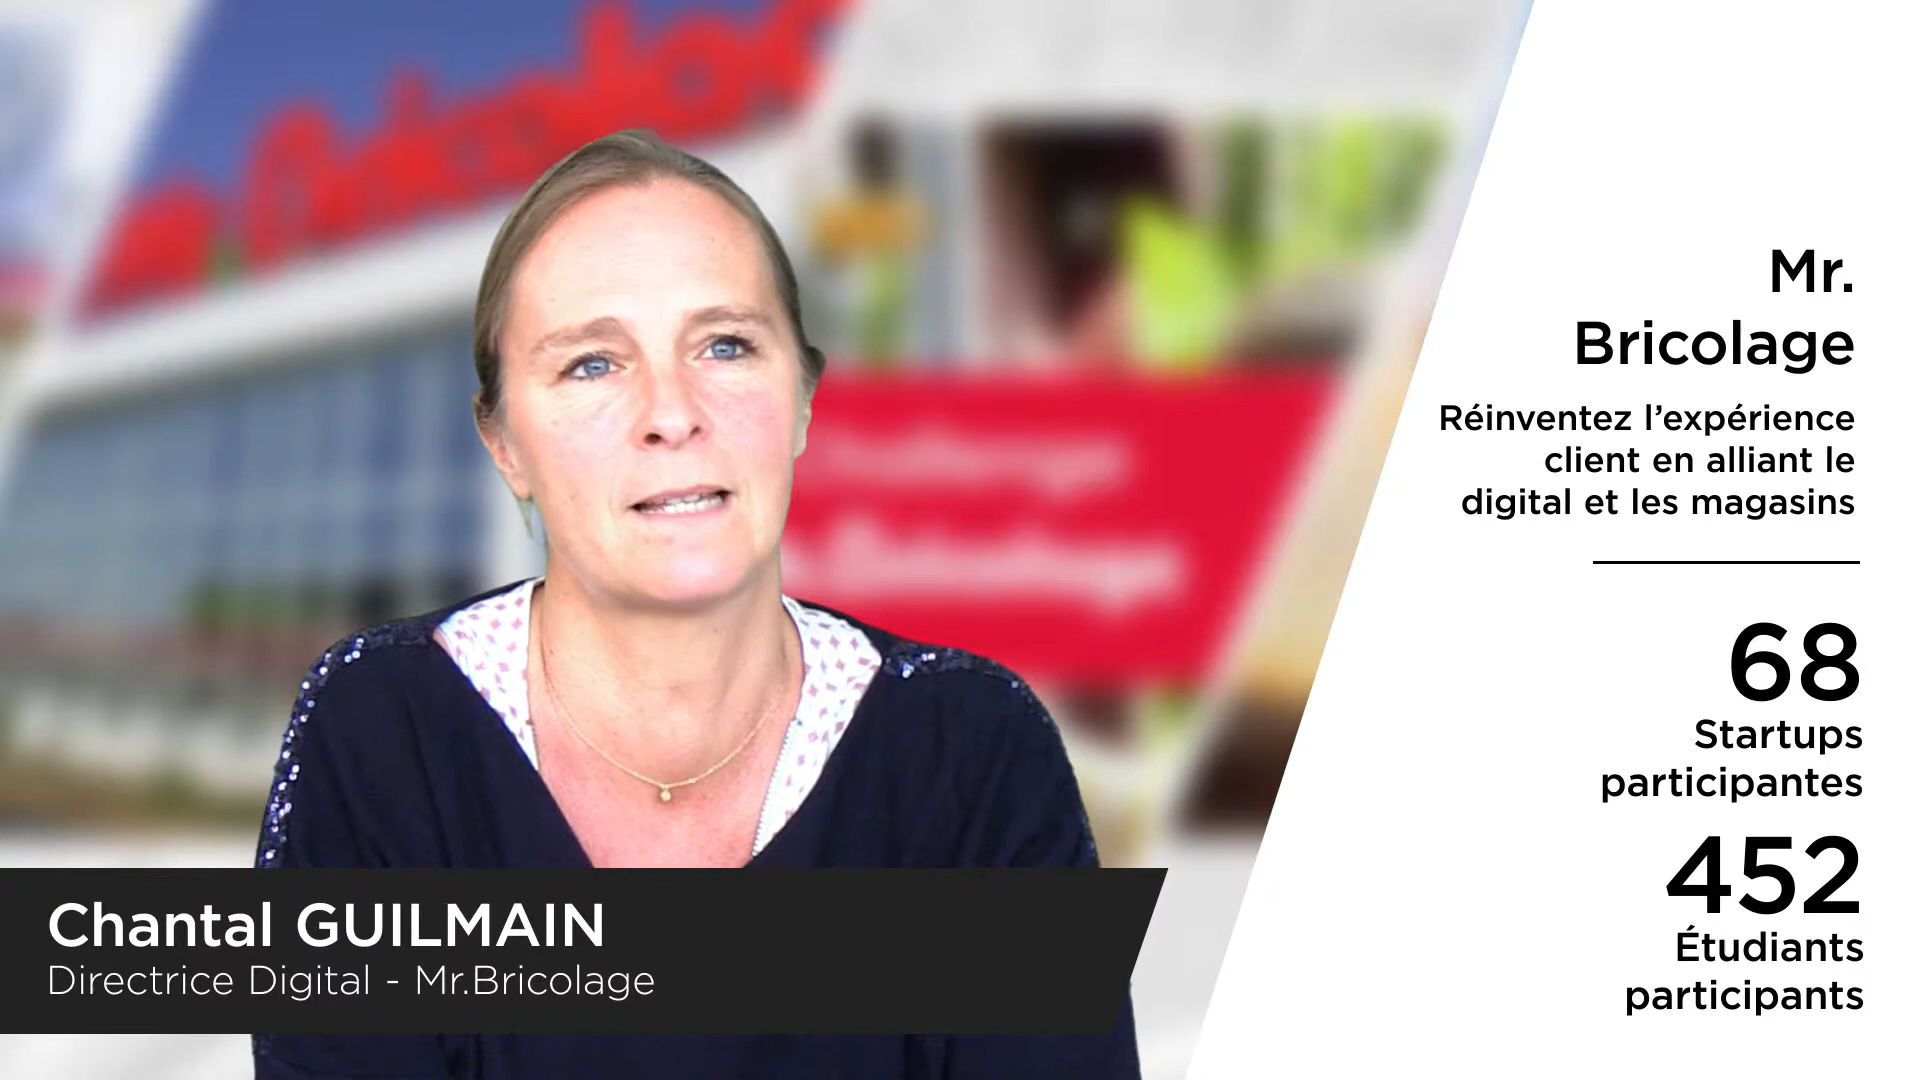 Mr.
Bricolage
Réinventez l’expérience
client en alliant le
digital et les magasins
68
Startups
participantes
452
Étudiants
participants
Chantal GUILMAIN
Directrice Digital - Mr.Bricolage